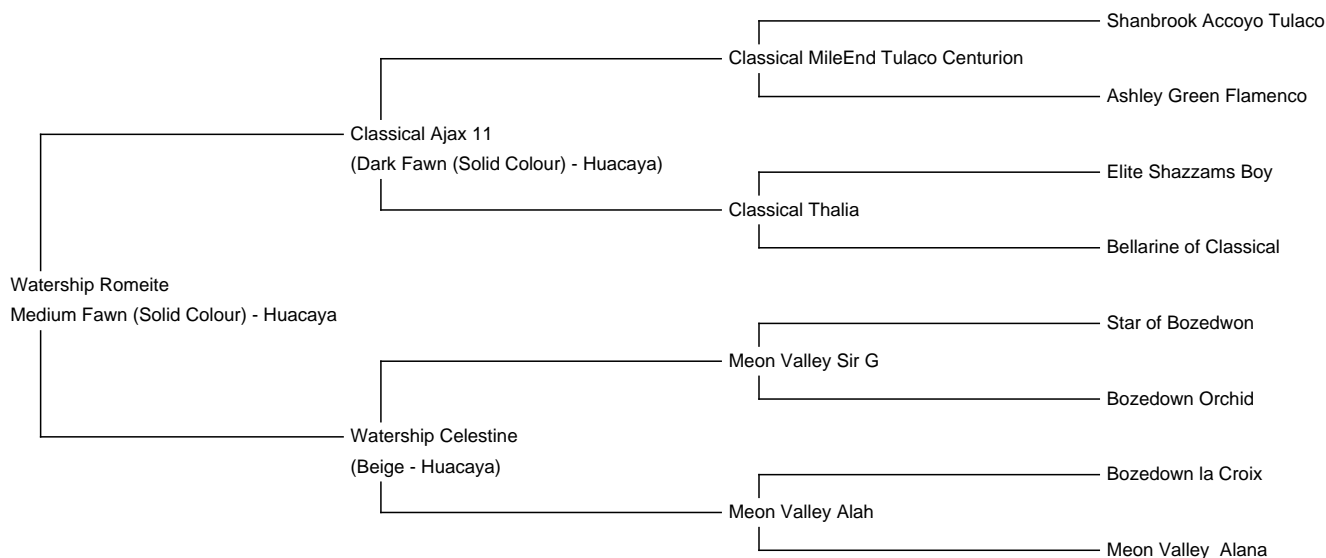 Shanbrook Accoyo Tulaco
Classical MileEnd Tulaco Centurion
Ashley Green Flamenco
Classical Ajax 11
(Dark Fawn (Solid Colour) - Huacaya)
Elite Shazzams Boy
Classical Thalia
Bellarine of Classical
Watership Romeite
Medium Fawn (Solid Colour) - Huacaya
Star of Bozedwon
Meon Valley Sir G
Bozedown Orchid
Watership Celestine
(Beige - Huacaya)
Bozedown la Croix
Meon Valley Alah
Meon Valley  Alana